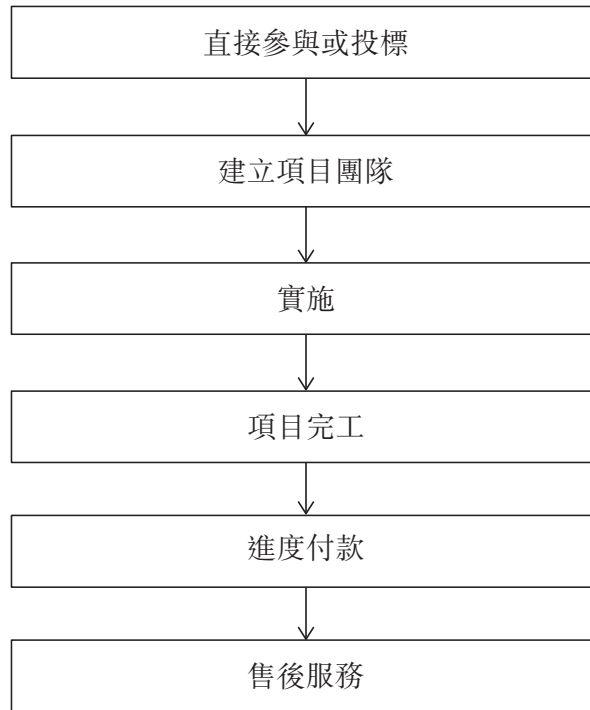 直接參與或投標
建立項目團隊
實施
項目完工
進度付款
售後服務